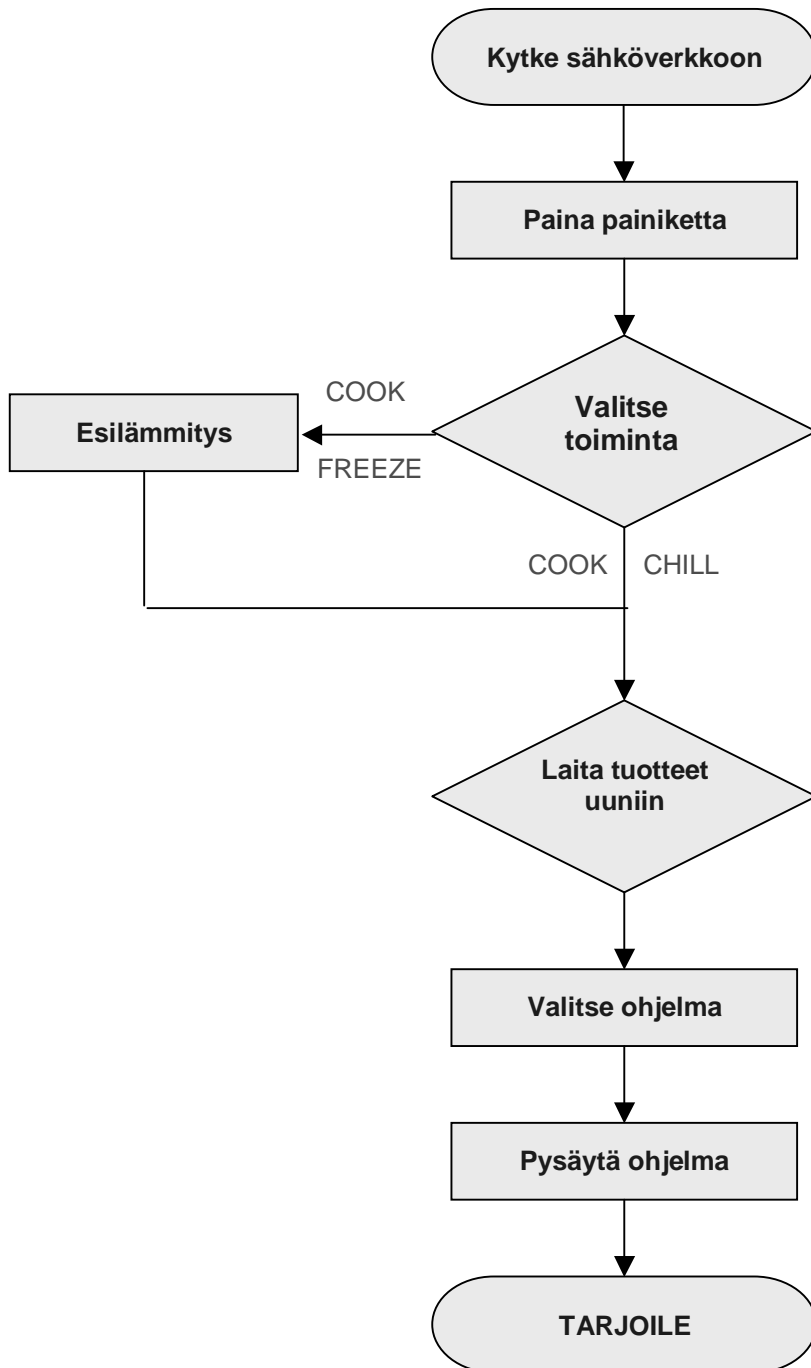 Kytke sähköverkkoon
Paina painiketta
Valitse
toiminta
COOK
FREEZE
Esilämmitys
COOK
CHILL
Laita tuotteet
uuniin
Valitse ohjelma
Pysäytä ohjelma
TARJOILE